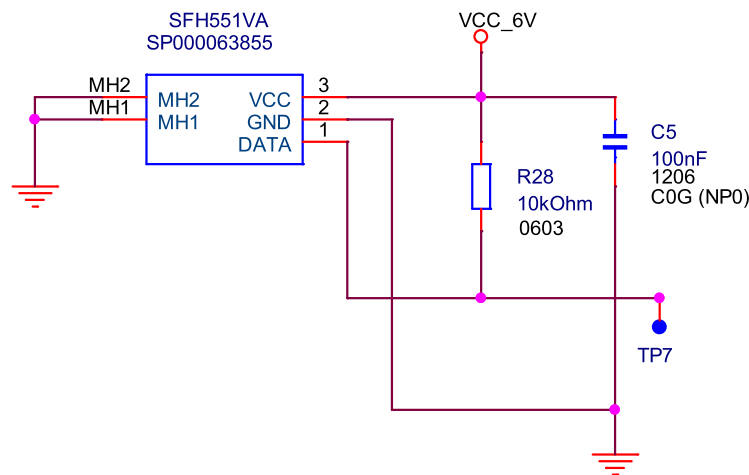 SFH551VA
SP000063855
VCC_6V
MH2
MH1
MH2
MH1
VCC
GND
DATA
3
2
1
C5
100nF
1206
C0G (NP0)
R28
10kOhm
0603
TP7